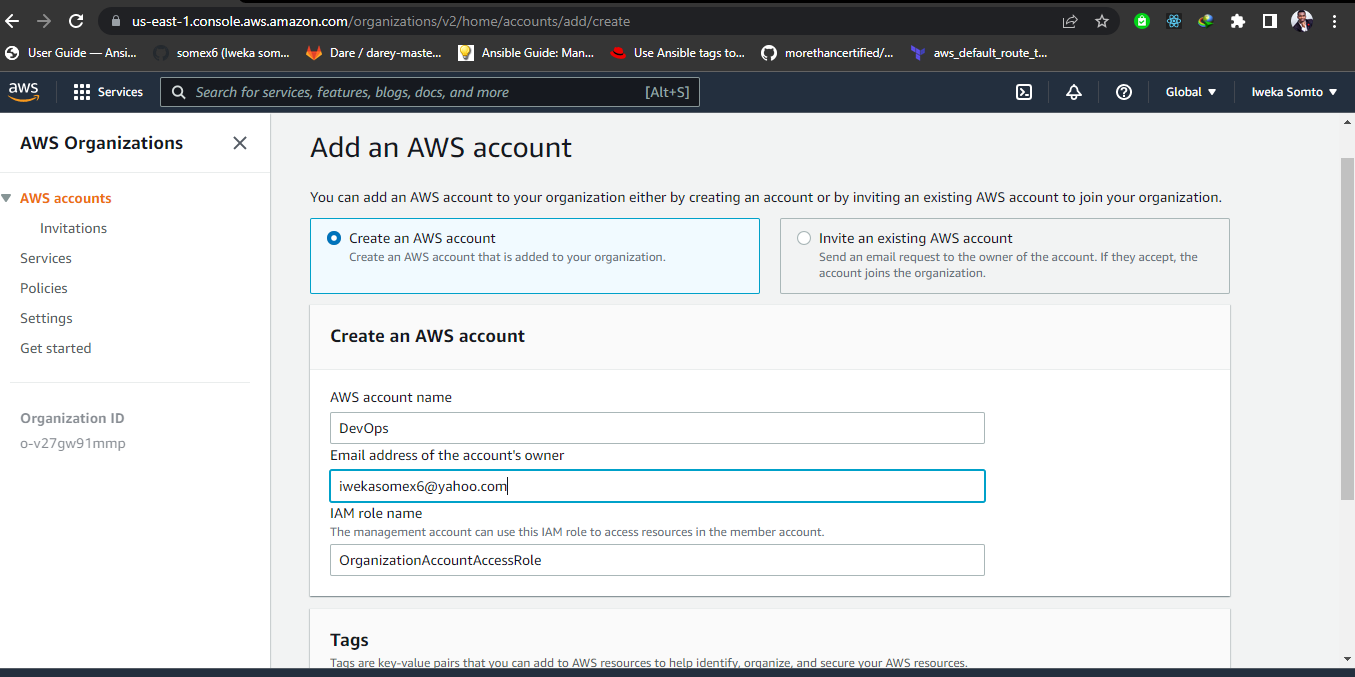 us-east-1.console.aws.amazon.com/organizations/v2/home/accounts/add/create
User Guide — Ansi...
somex6 (Iweka som...
Dare / darey-maste...
Ansible Guide: Man...
Use Ansible tags to...
morethancertified/...
aws_default_route_t...
aws
Services
Search for services, features, blogs, docs, and more
[Alt+S]
Global
Iweka Somto
AWS Organizations
AWS accounts
Invitations
Services
Policies
Settings
Get started
Organization ID
o-v27gw91mmp
Add an AWS account
You can add an AWS account to your organization either by creating an account or by inviting an existing AWS account to join your organization.
Create an AWS account
Create an AWS account that is added to your organization.
Invite an existing AWS account
Send an email request to the owner of the account. If they accept, the
account joins the organization.
Create an AWS account
AWS account name
DevOps
Email address of the account's owner
iwekasomex6@yahoo.com
IAM role name
The management account can use this IAM role to access resources in the member account.
OrganizationAccountAccessRole
Tags
Tags are key-value pairs that you can add to AWS resources to help identify, organize, and secure your AWS resources.